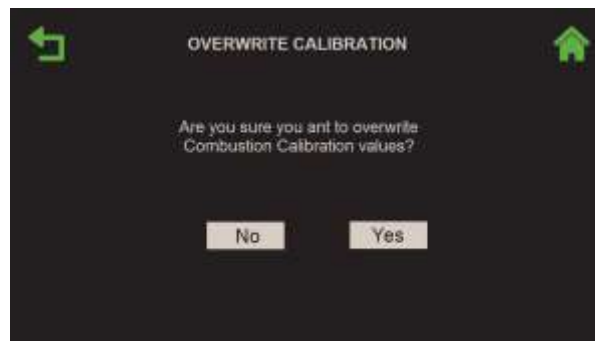 OVERWRITE CALIBRATION
Are you sure you ant to overwrite
Combustion Calibration values?
No Yes